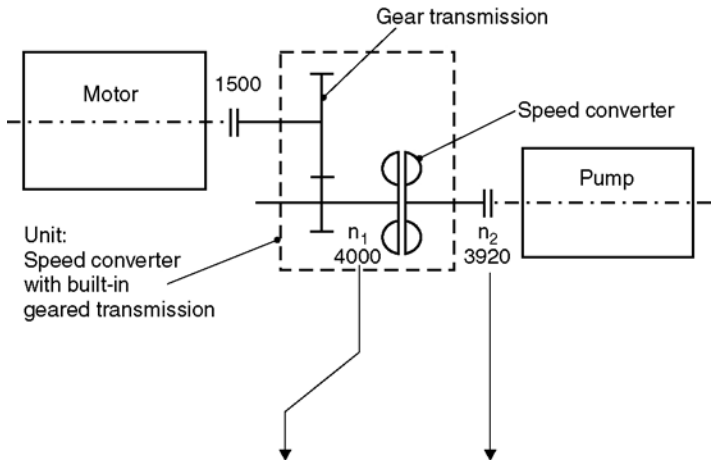 Gear transmission
Motor
1500
Speed converter
Pump
Unit:
Speed converter
with built-in
geared transmission
n₁
4000
n₂
3920